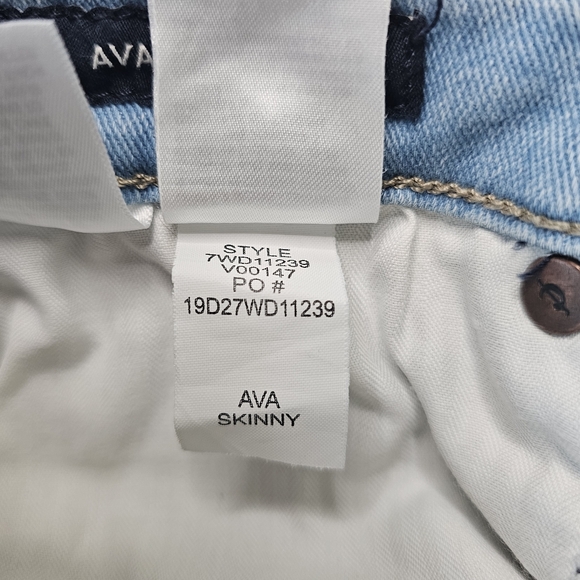 AVA
STYLE
7WD11239
V00147
PO #
19D27WD11239
AVA
SKINNY